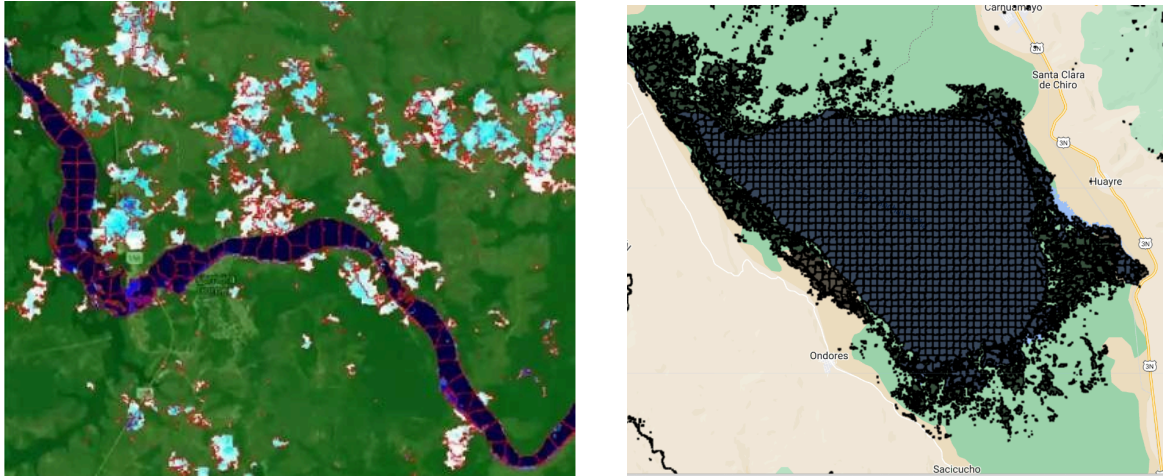 Carhuamayo
3N
Santa Clara
de Chiro
3N
Huayre
3N
Ondores
3N
Sacicucho